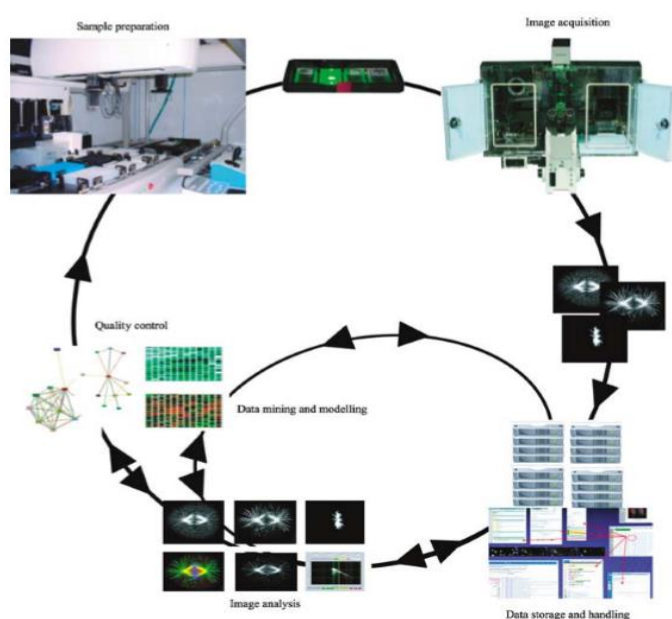 Sample preparation
Image acquisition
Quality control
Data mining and modelling
Image analysis
Data storage and handling